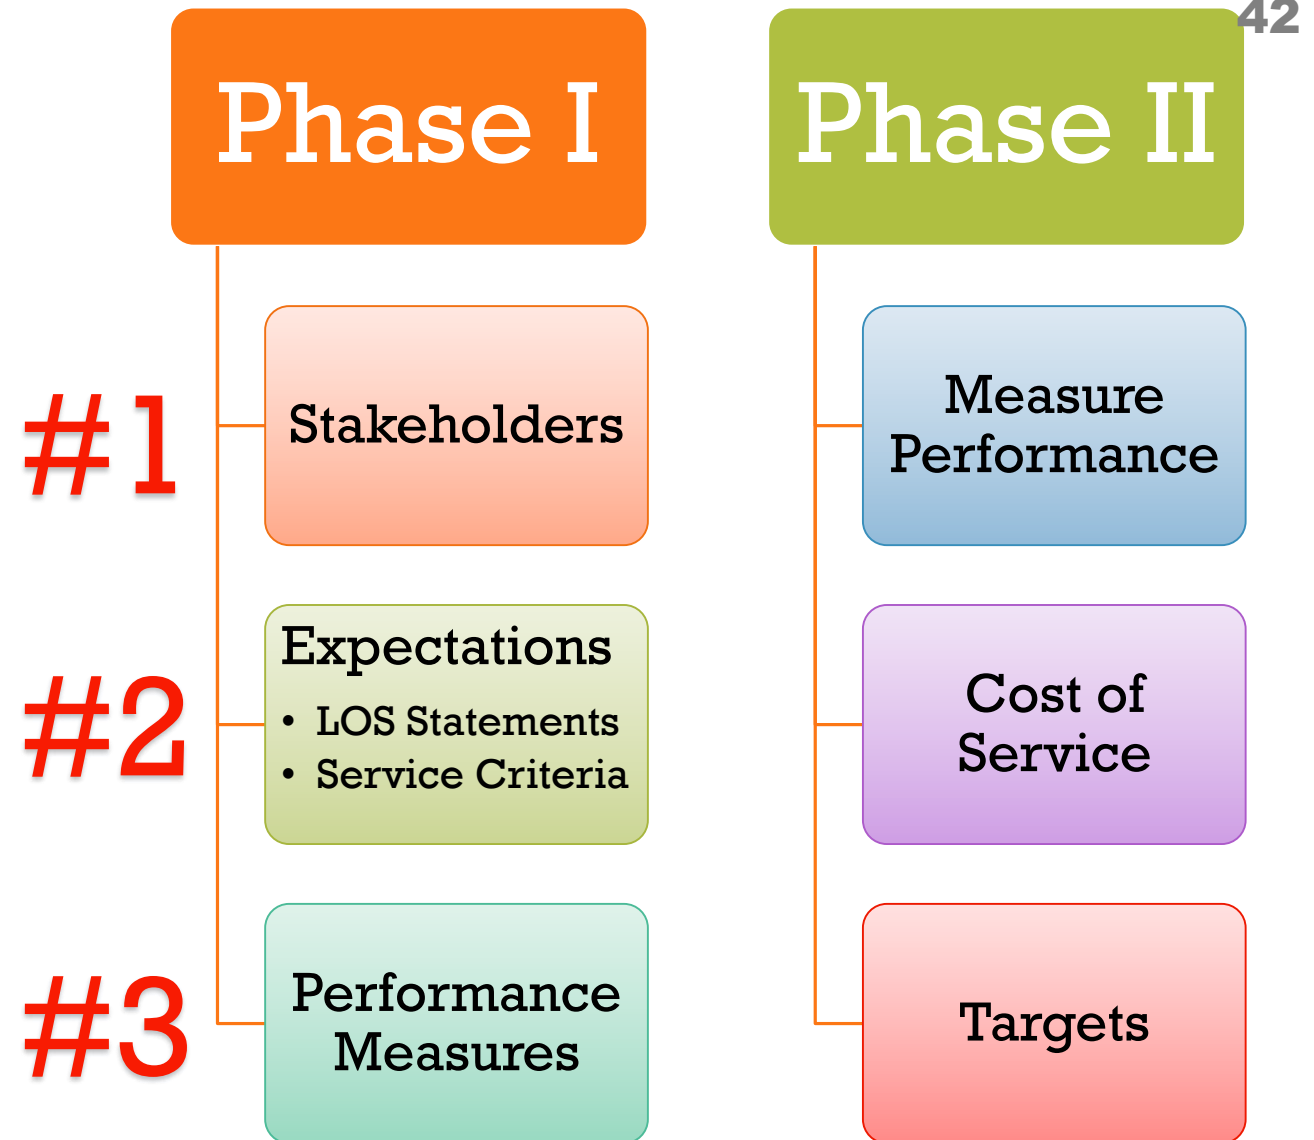 42
Phase I
Phase II
#1
Stakeholders
Measure
Performance
#2
Expectations
• LOS Statements
• Service Criteria
Cost of
Service
#3
Performance
Measures
Targets